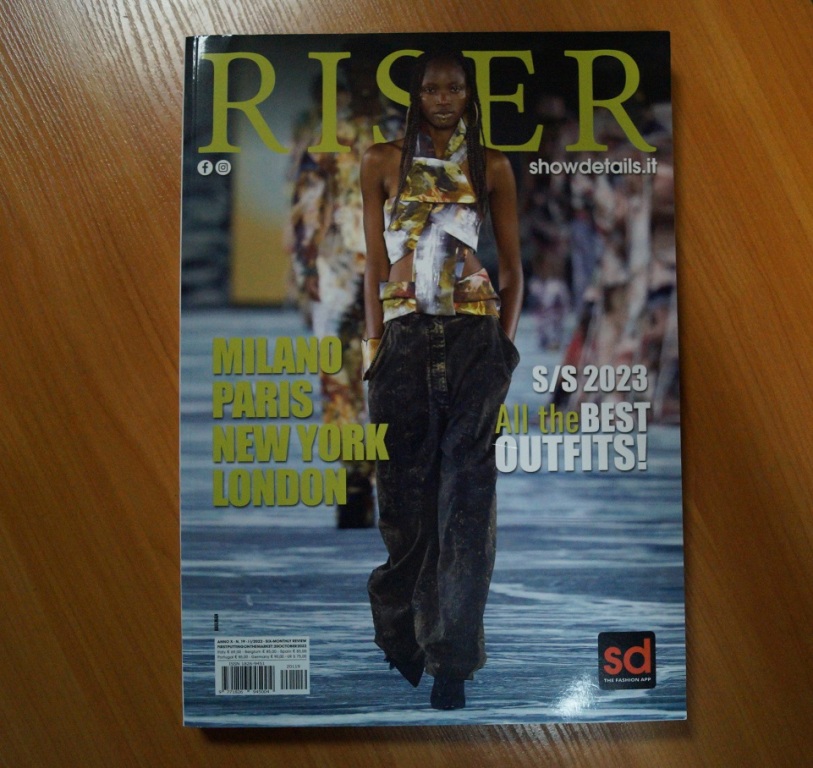 RISER
showdetails.it
MILANO
PARIS
NEW YORK
LONDON
S/S 2023
All the BEST
OUTFITS!
sd
THE FASHION APP